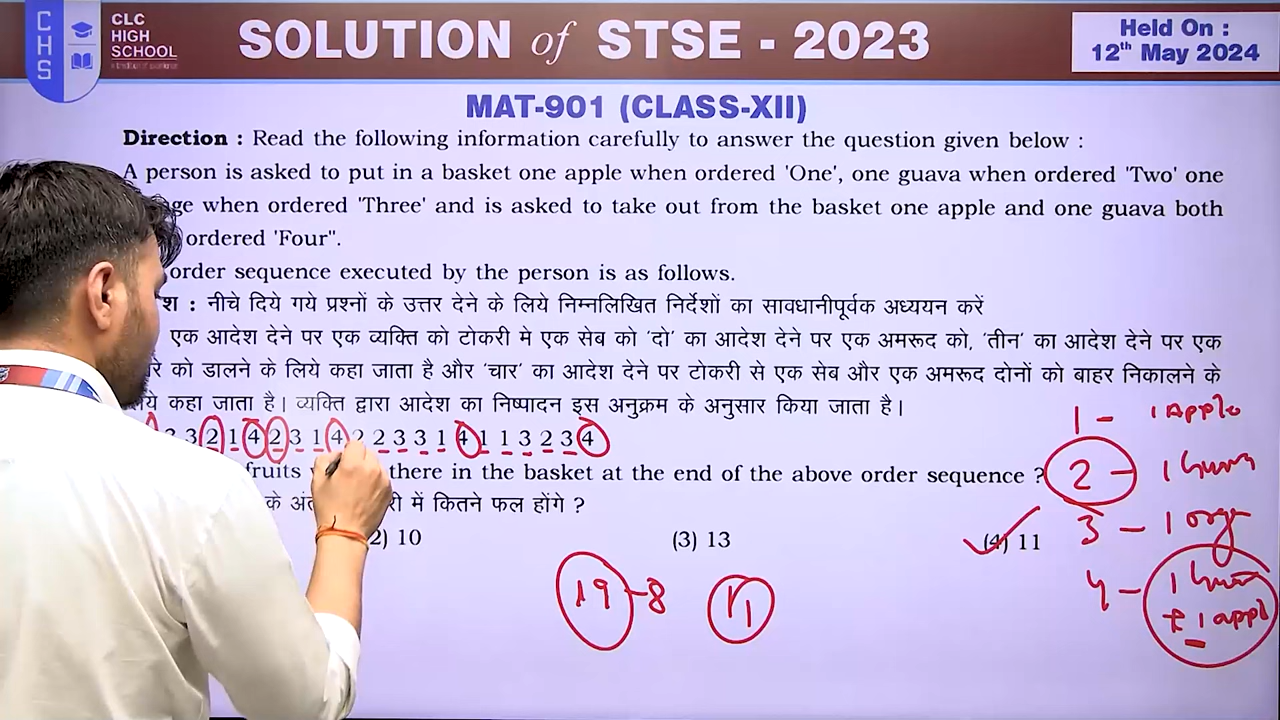 CHS
CLC
HIGH
SCHOOL
SOLUTION of STSE - 2023
Held On :
12th May 2024
MAT-901 (CLASS-XII)
Direction : Read the following information carefully to answer the question given below :
A person is asked to put in a basket one apple when ordered 'One', one guava when ordered 'Two' one
ge when ordered 'Three' and is asked to take out from the basket one apple and one guava both
ordered 'Four".
order sequence executed by the person is as follows.
श : नीचे दिये गये प्रश्नों के उत्तर देने के लिये निम्नलिखित निर्देशों का सावधानीपूर्वक अध्ययन करें
एक आदेश देने पर एक व्यक्ति को टोकरी मे एक सेब को ‘दो’ का आदेश देने पर एक अमरूद को, ‘तीन’ का आदेश देने पर एक
रे को डालने के लिये कहा जाता है और ‘चार’ का आदेश देने पर टोकरी से एक सेब और एक अमरूद दोनों को बाहर निकालने के
लिये कहा जाता है। व्यक्ति द्वारा आदेश का निष्पादन इस अनुक्रम के अनुसार किया जाता है।
3 2 1 4 2 3 1 4 2 2 3 3 1 4 1 1 3 2 3 4
fruits there in the basket at the end of the above order sequence ?
के अं री में कितने फल होंगे ?
2) 10 (3) 13 (4) 11
1 - 1 Apple
2 - 1
3 - 1
4 - 1
+ 1 appl
19 - 8 11